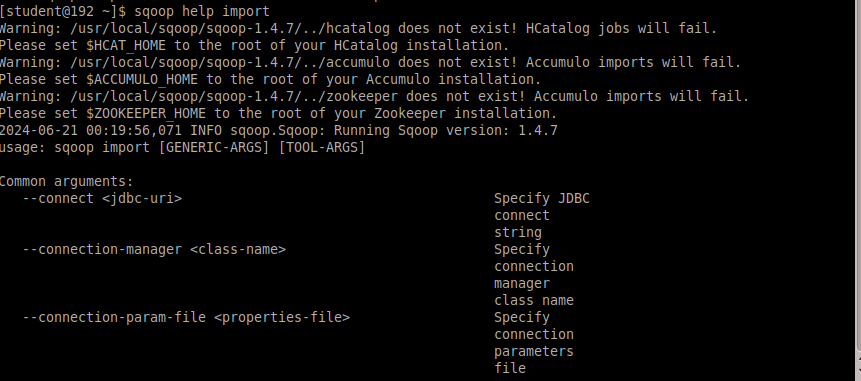 [student@192 ~]$ sqoop help import
Warning: /usr/local/sqoop/sqoop-1.4.7/../hcatalog does not exist! HCatalog jobs will fail.
Please set $HCAT_HOME to the root of your HCatalog installation.
Warning: /usr/local/sqoop/sqoop-1.4.7/../accumulo does not exist! Accumulo imports will fail.
Please set $ACCUMULO_HOME to the root of your Accumulo installation.
Warning: /usr/local/sqoop/sqoop-1.4.7/../zookeeper does not exist! Accumulo imports will fail.
Please set $ZOOKEEPER_HOME to the root of your Zookeeper installation.
2024-06-21 00:19:56,071 INFO sqoop.Sqoop: Running Sqoop version: 1.4.7
usage: sqoop import [GENERIC-ARGS] [TOOL-ARGS]
Common arguments:
--connect <jdbc-uri> Specify JDBC
connect
string
--connection-manager <class-name> Specify
connection
manager
class name
--connection-param-file <properties-file> Specify
connection
parameters
file